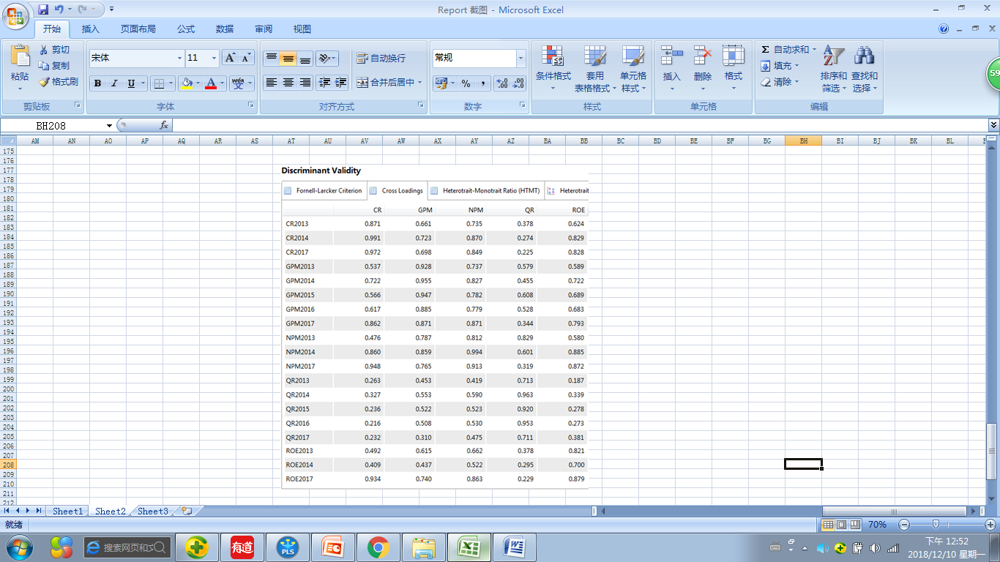 Report 截图 - Microsoft Excel
开始 插入 页面布局 公式 数据 审阅 视图
粘贴 剪切 复制 格式刷 剪贴板
宋体 11
B I U A wén
字体
自动换行
合并后居中
对齐方式
常规
% ,
数字
条件格式 套用表格格式 单元格样式
样式
插入 删除 格式
单元格
Σ 自动求和
填充
清除
排序和筛选 查找和选择
编辑
59
BH208 fx
AM AN AO AP AQ AR AS AT AU AV AW AX AY AZ BA BB BC BD BE BF BG BH BI BJ BK BL
175
176
177
178
179
180
181
182
183
184
185
186
187
188
189
190
191
192
193
194
195
196
197
198
199
200
201
202
203
204
205
206
207
208
209
210
211
212
Discriminant Validity
Fornell-Larcker Criterion Cross Loadings Heterotrait-Monotrait Ratio (HTMT) Heterotrait
CR GPM NPM QR ROE
CR2013 0.871 0.661 0.735 0.378 0.624
CR2014 0.991 0.723 0.870 0.274 0.829
CR2017 0.972 0.698 0.849 0.225 0.828
GPM2013 0.537 0.928 0.737 0.579 0.589
GPM2014 0.722 0.955 0.827 0.455 0.722
GPM2015 0.566 0.947 0.782 0.608 0.689
GPM2016 0.617 0.885 0.779 0.528 0.683
GPM2017 0.862 0.871 0.871 0.344 0.793
NPM2013 0.476 0.787 0.812 0.829 0.580
NPM2014 0.860 0.859 0.994 0.601 0.885
NPM2017 0.948 0.765 0.913 0.319 0.872
QR2013 0.263 0.453 0.419 0.713 0.187
QR2014 0.327 0.553 0.590 0.963 0.339
QR2015 0.236 0.522 0.523 0.920 0.278
QR2016 0.216 0.508 0.530 0.953 0.273
QR2017 0.232 0.310 0.475 0.711 0.381
ROE2013 0.492 0.615 0.662 0.378 0.821
ROE2014 0.409 0.437 0.522 0.295 0.700
ROE2017 0.934 0.740 0.863 0.229 0.879
Sheet1 Sheet2 Sheet3
就绪 70%
搜索网页和文
有道
PLS
下午 12:52
2018/12/10 星期一